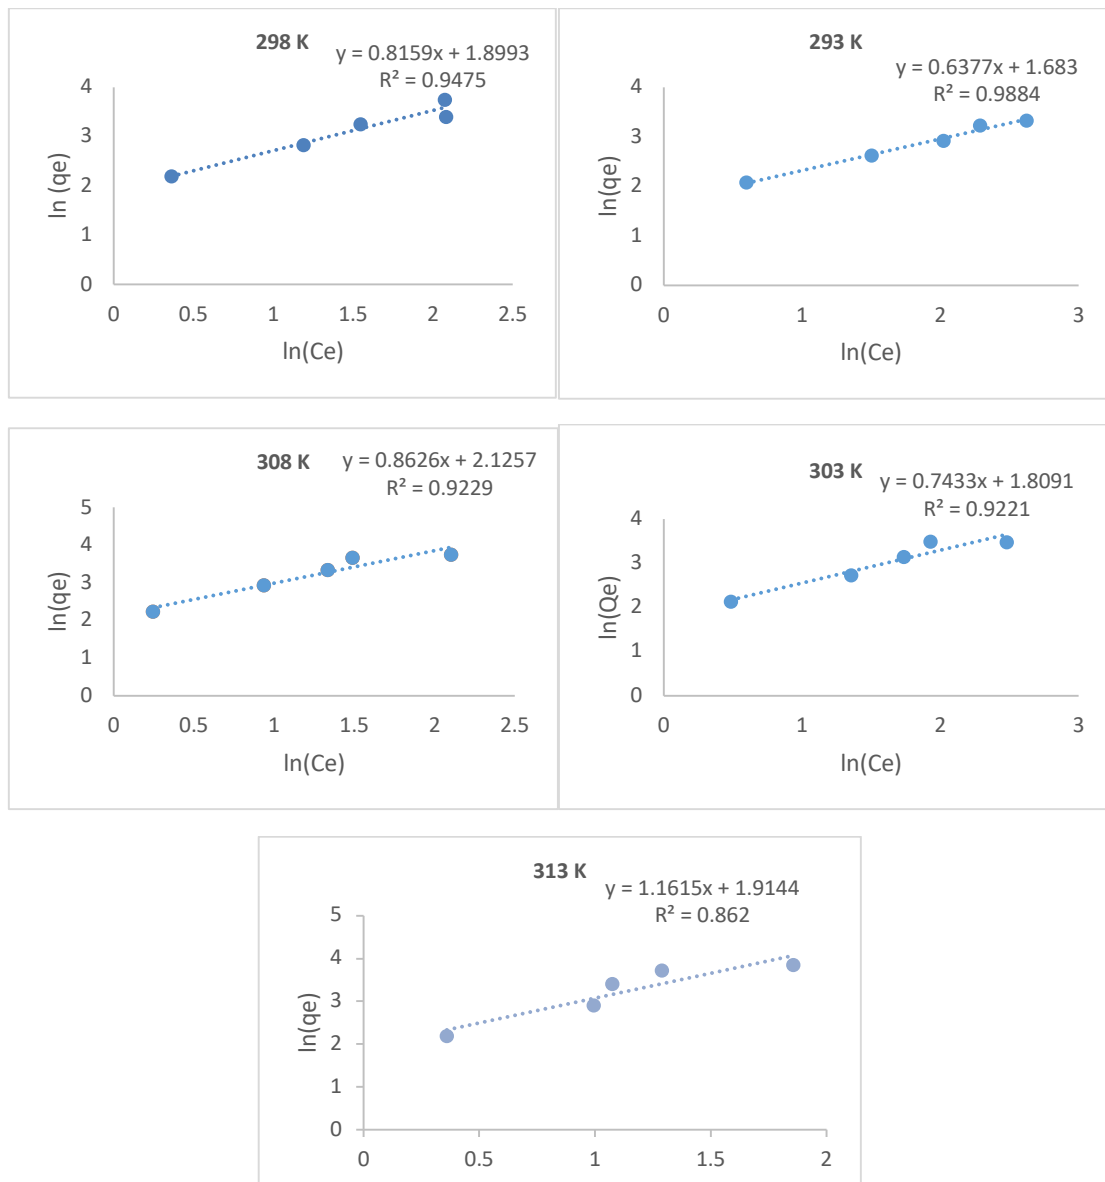 298 K
y = 0.8159x + 1.8993
R² = 0.9475
4
3
2
1
0
ln (qe)
0 0.5 1 1.5 2 2.5
ln(Ce)
293 K
y = 0.6377x + 1.683
R² = 0.9884
4
3
2
1
0
ln(qe)
0 1 2 3
ln(Ce)
308 K
y = 0.8626x + 2.1257
R² = 0.9229
5
4
3
2
1
0
ln(qe)
0 0.5 1 1.5 2 2.5
ln(Ce)
303 K
y = 0.7433x + 1.8091
R² = 0.9221
4
3
2
1
0
ln(Qe)
0 1 2 3
ln(Ce)
313 K
y = 1.1615x + 1.9144
R² = 0.862
5
4
3
2
1
0
ln(qe)
0 0.5 1 1.5 2